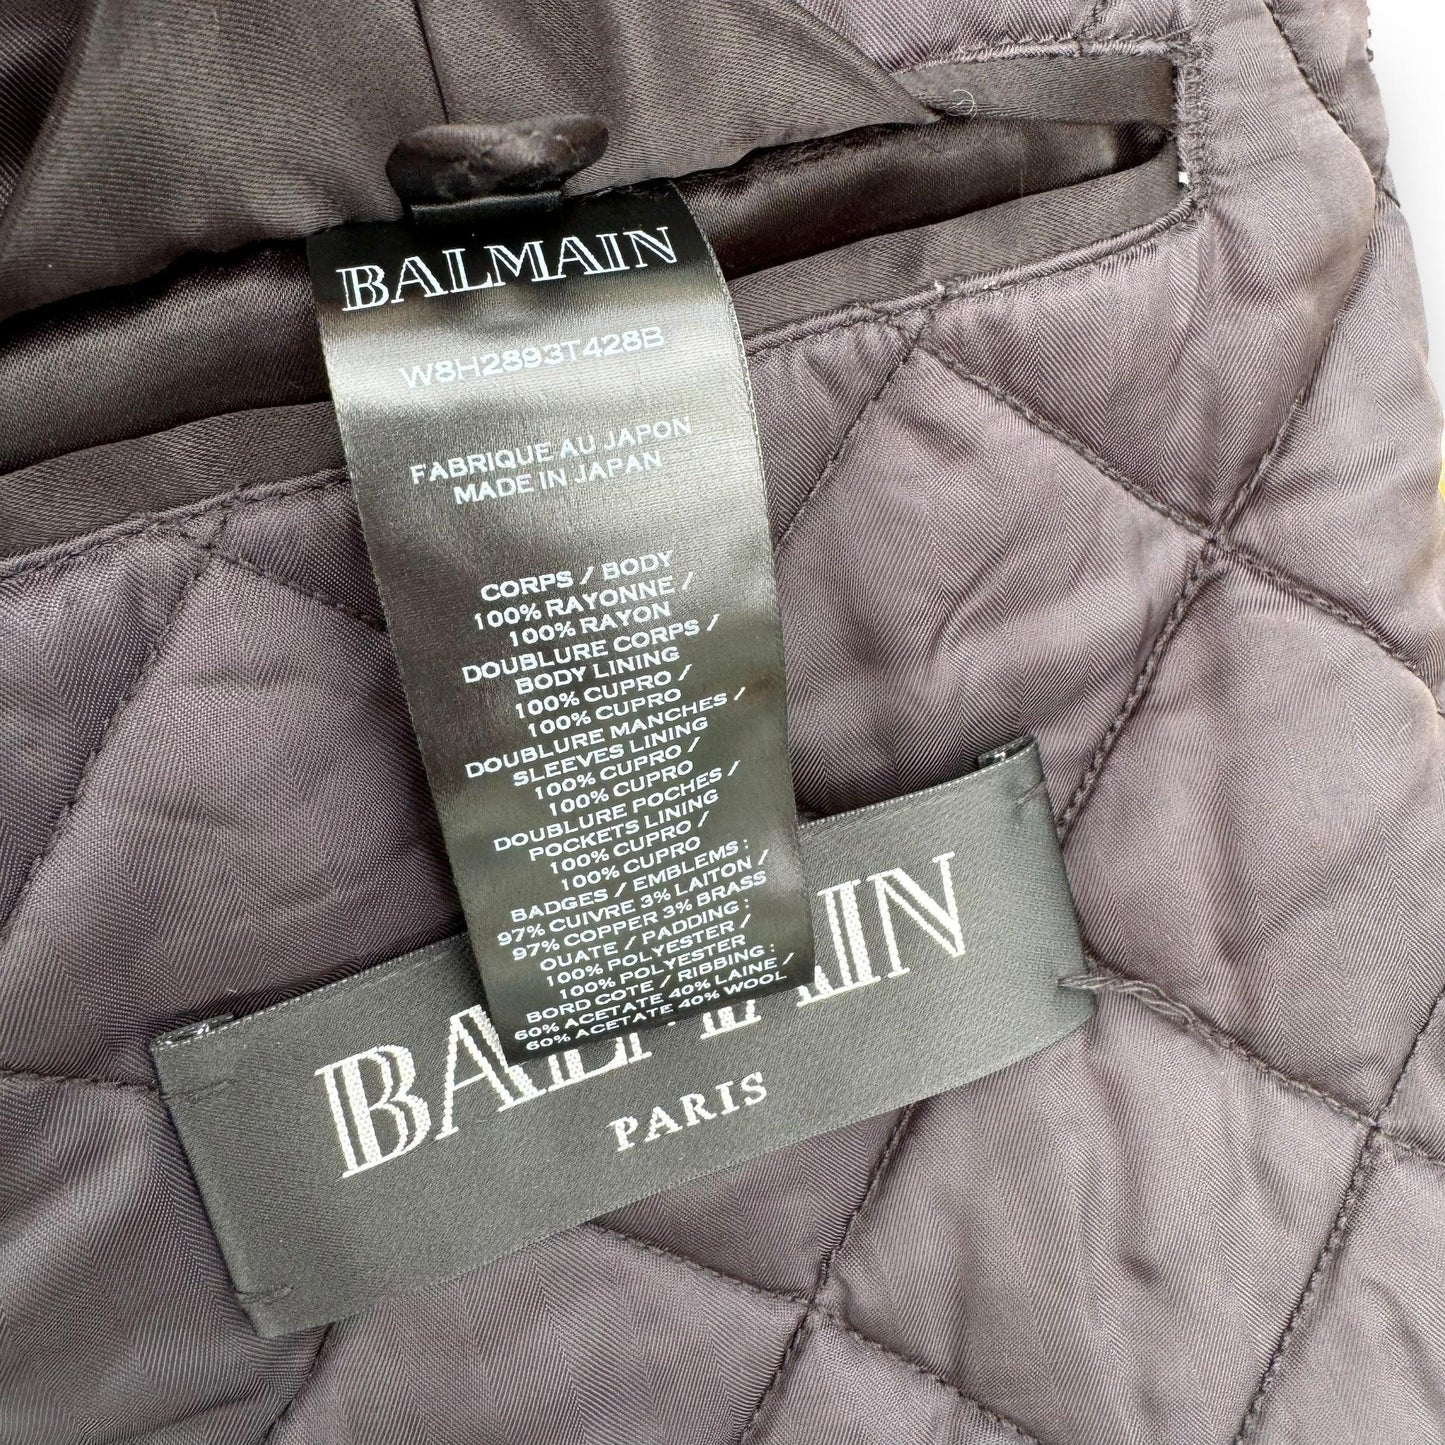 BALMAIN
W8H2893T428B
FABRIQUE AU JAPON
MADE IN JAPAN
CORPS / BODY
100% RAYONNE /
100% RAYON
DOUBLURE CORPS /
BODY LINING
100% CUPRO /
100% CUPRO
DOUBLURE MANCHES /
SLEEVES LINING
100% CUPRO /
100% CUPRO
DOUBLURE POCHES /
POCKETS LINING
100% CUPRO /
100% CUPRO
BADGES / EMBLEMS :
97% CUIVRE 3% LAITON /
97% COPPER 3% BRASS
OUATE / PADDING :
100% POLYESTER /
100% POLYESTER
BORD COTE / RIBBING :
60% ACETATE 40% LAINE /
60% ACETATE 40% WOOL
BALMAIN
PARIS